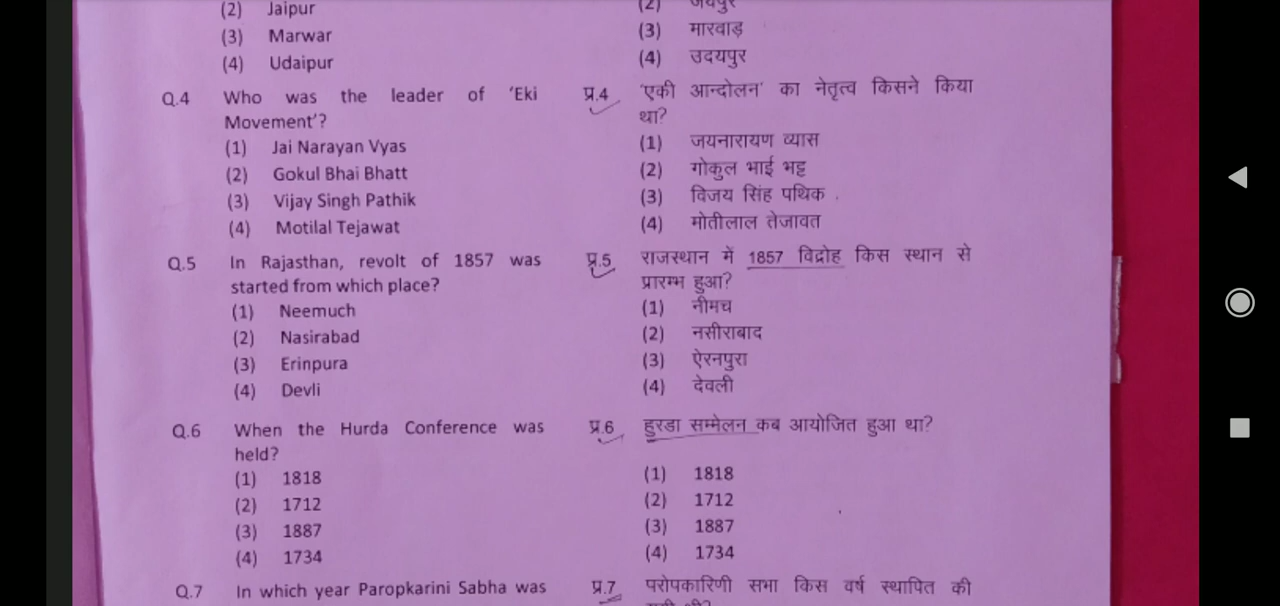 (2) Jaipur
(3) Marwar
(4) Udaipur
Q.4 Who was the leader of 'Eki
Movement'?
(1) Jai Narayan Vyas
(2) Gokul Bhai Bhatt
(3) Vijay Singh Pathik
(4) Motilal Tejawat
Q.5 In Rajasthan, revolt of 1857 was
started from which place?
(1) Neemuch
(2) Nasirabad
(3) Erinpura
(4) Devli
Q.6 When the Hurda Conference was
held?
(1) 1818
(2) 1712
(3) 1887
(4) 1734
Q.7 In which year Paropkarini Sabha was
(2) जयपुर
(3) मारवाड़
(4) उदयपुर
प्र.4 'एकी आन्दोलन' का नेतृत्व किसने किया
था?
(1) जयनारायण व्यास
(2) गोकुल भाई भट्ट
(3) विजय सिंह पथिक
(4) मोतीलाल तेजावत
प्र.5 राजस्थान में 1857 विद्रोह किस स्थान से
प्रारम्भ हुआ?
(1) नीमच
(2) नसीराबाद
(3) ऐरनपुरा
(4) देवली
प्र.6 हुरडा सम्मेलन कब आयोजित हुआ था?
(1) 1818
(2) 1712
(3) 1887
(4) 1734
प्र.7 परोपकारिणी सभा किस वर्ष स्थापित की